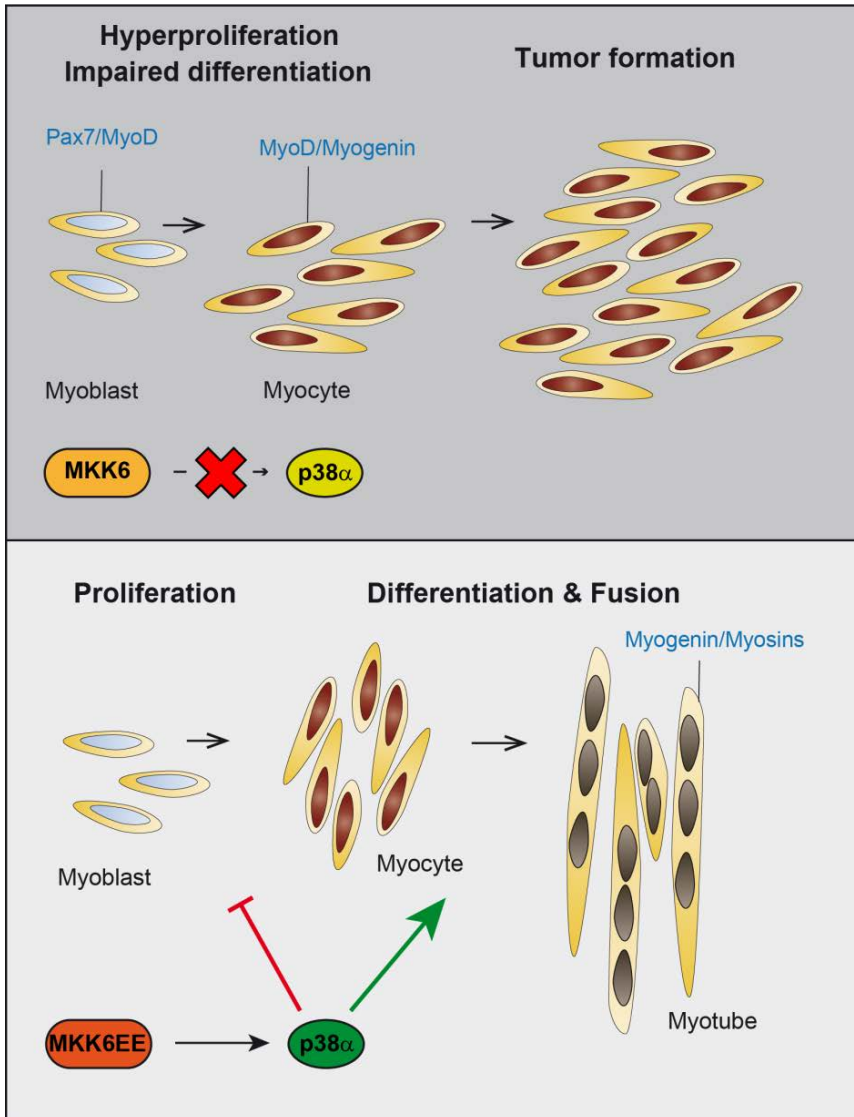 Hyperproliferation
Impaired differentiation
Tumor formation
Pax7/MyoD
MyoD/Myogenin
Myoblast
Myocyte
MKK6
p38α
Proliferation
Differentiation & Fusion
Myogenin/Myosins
Myoblast
Myocyte
Myotube
MKK6EE
p38α